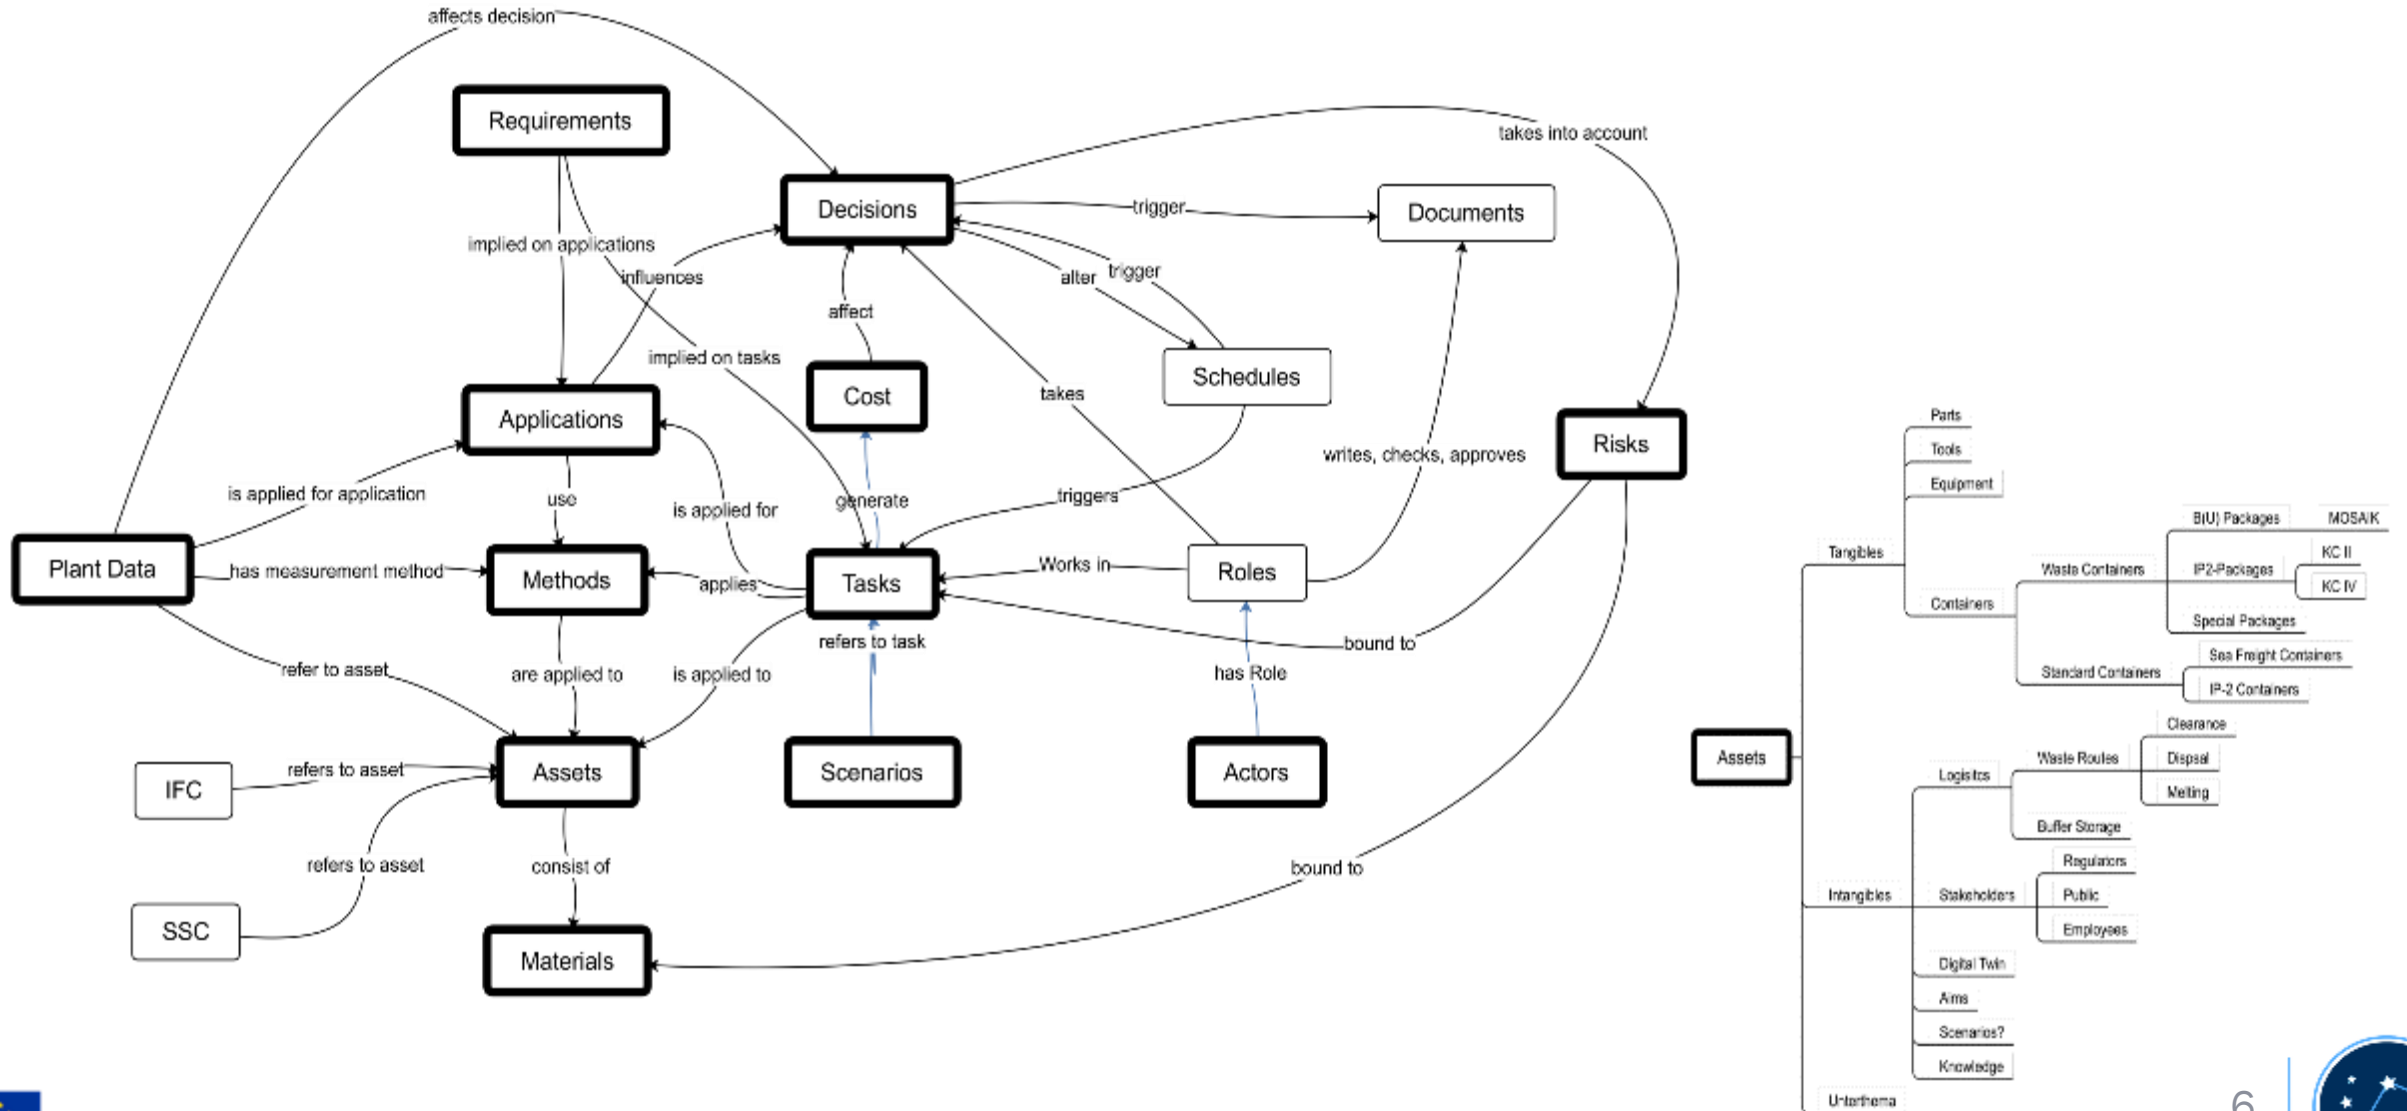 affects decision
Requirements
takes into account
Decisions
trigger
Documents
implied on applications
influences
alter
trigger
affect
implied on tasks
Schedules
Cost
takes
Applications
Risks
writes, checks, approves
is applied for application
use
is applied for
generate
triggers
Plant Data
has measurement method
Methods
applies
Tasks
Works in
Roles
refers to task
bound to
refer to asset
are applied to
is applied to
has Role
IFC
refers to asset
Assets
Scenarios
Actors
refers to asset
consist of
bound to
SSC
Materials
Parts
Tools
Equipment
B(U) Packages
MOSAIK
Tangibles
KC II
Waste Containers
IP2-Packages
KC IV
Containers
Special Packages
Sea Freight Containers
Standard Containers
IP-2 Containers
Clearance
Assets
Waste Routes
Dispsal
Logisitcs
Melting
Buffer Storage
Regulators
Intangibles
Stakeholders
Public
Employees
Digital Twin
Aims
Scenarios?
Knowledge
Unterthema
6